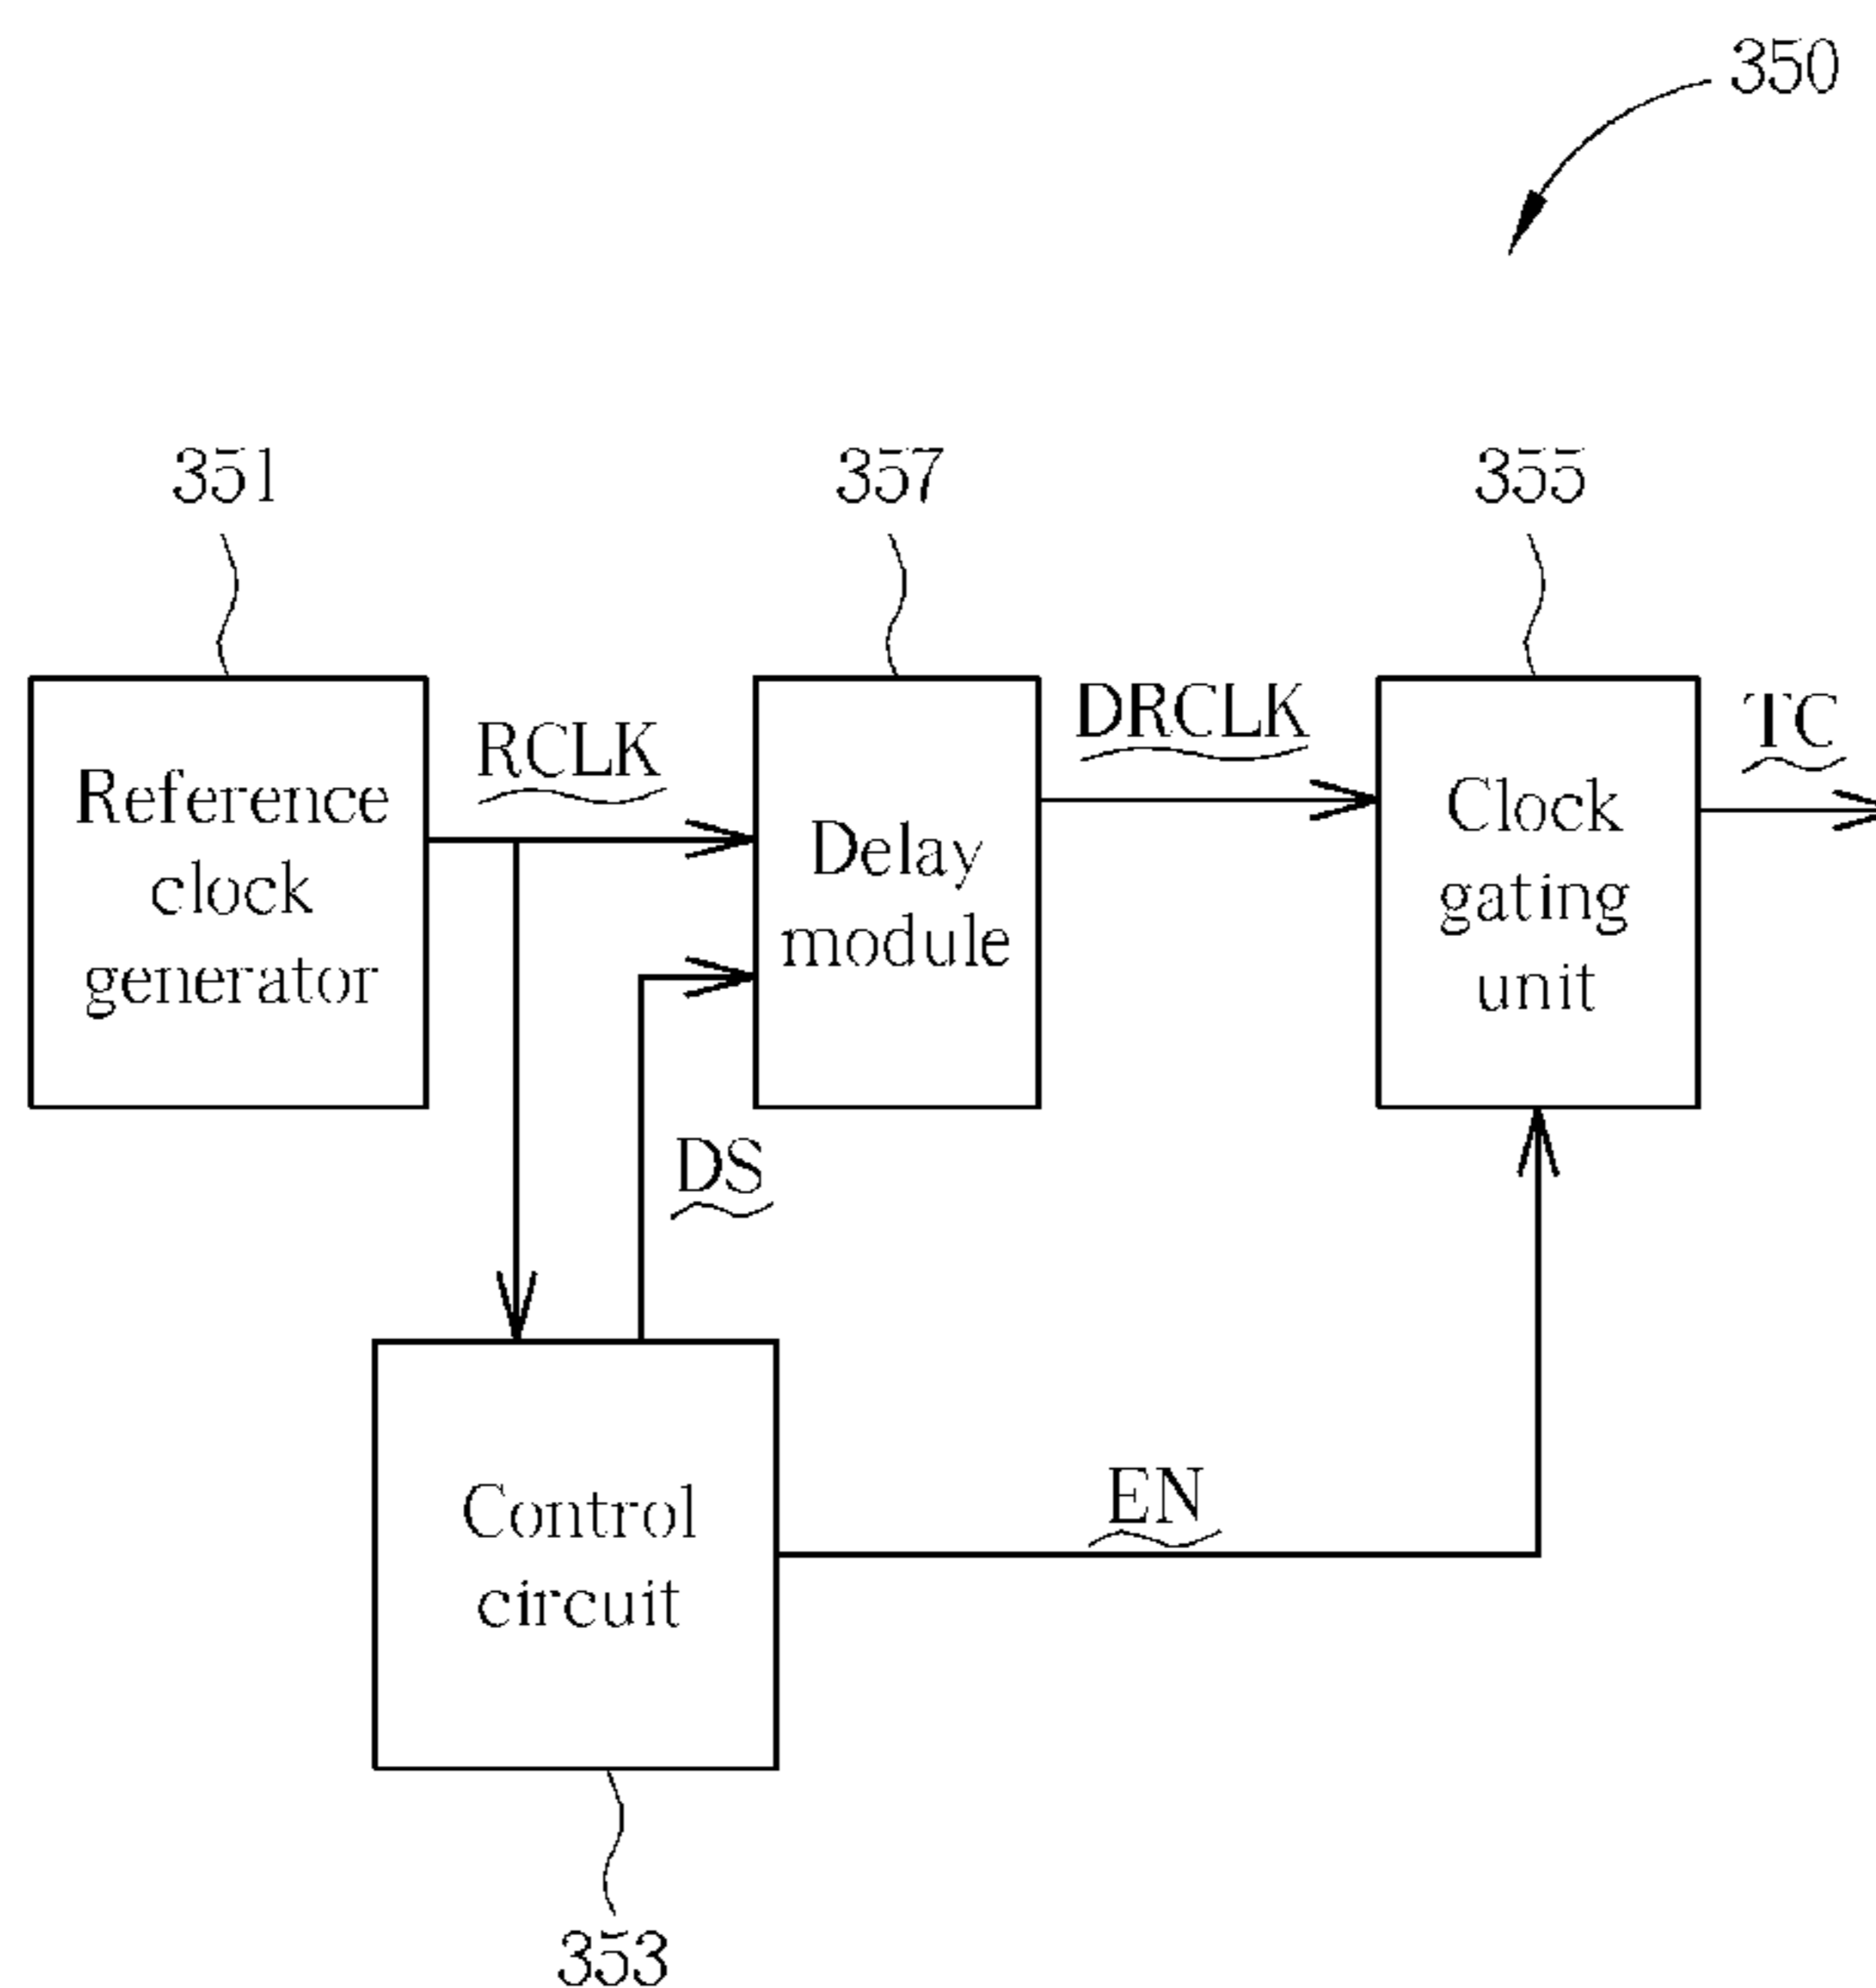 350
351
357
355
Reference
clock
generator
RCLK
Delay
module
DRCLK
Clock
gating
unit
TC
DS
Control
circuit
EN
353